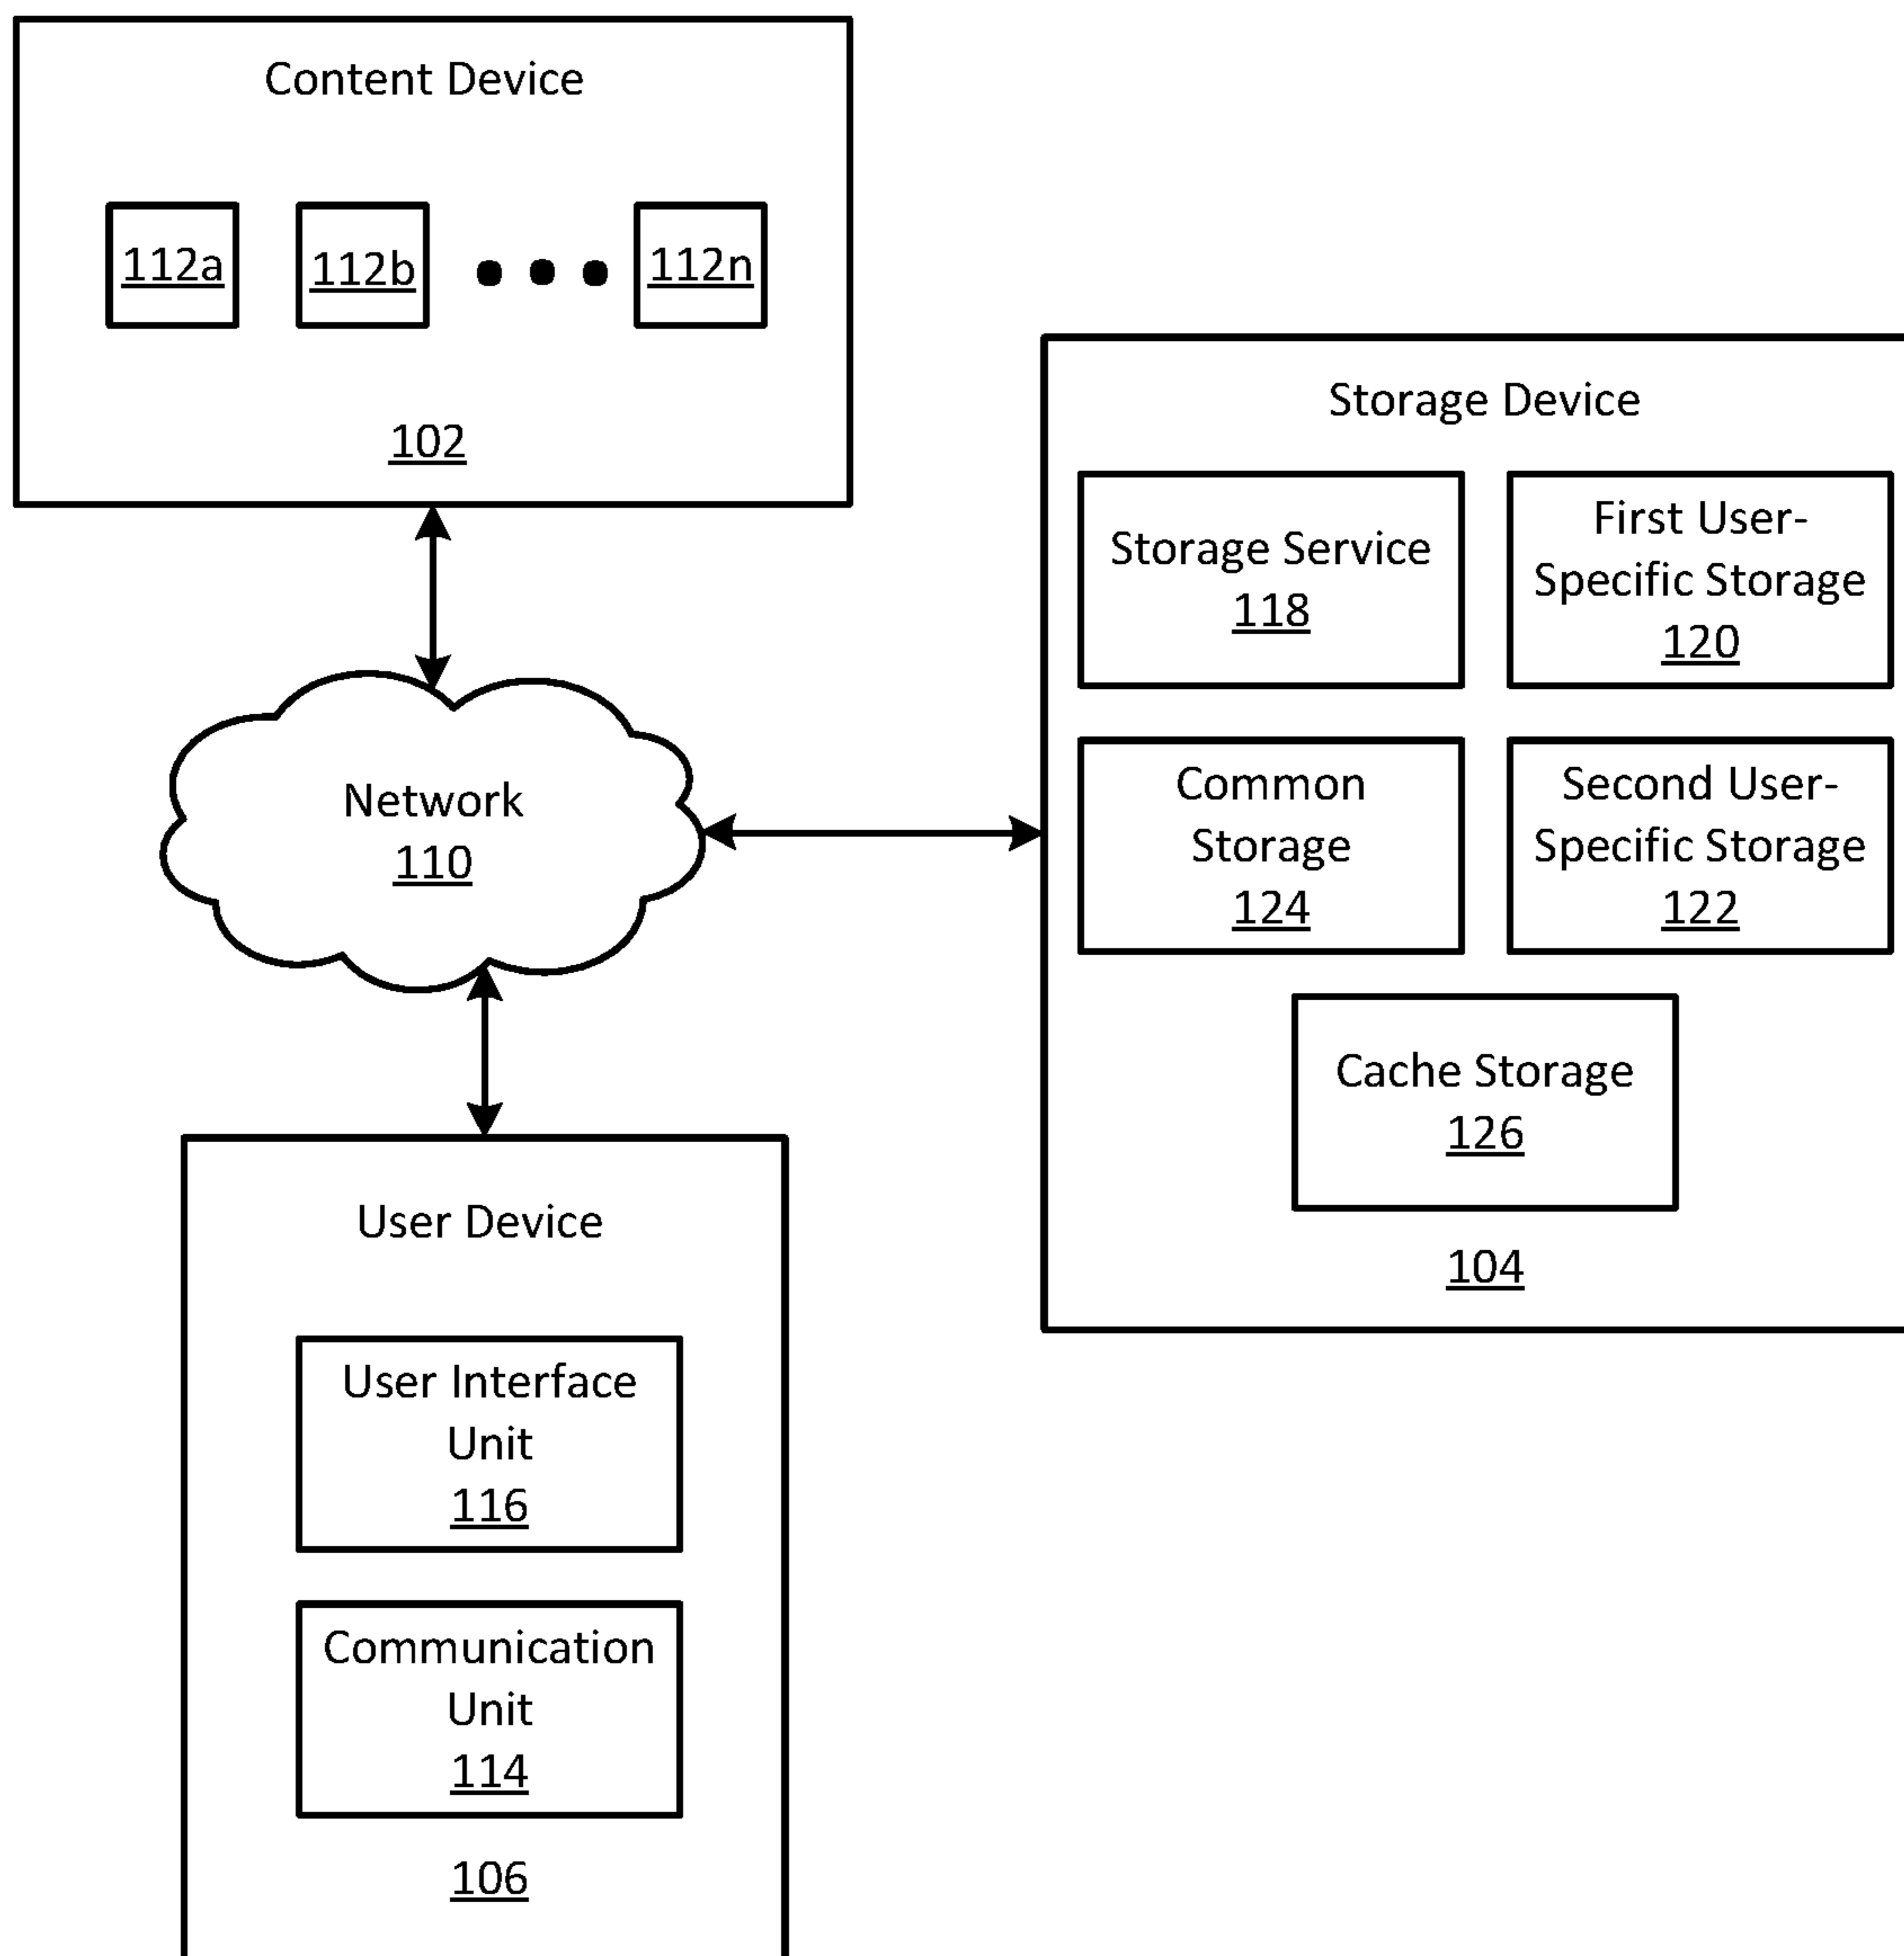 Content Device
112a
112b
112n
102
Storage Device
Storage Service
118
First User-
Specific Storage
120
Common
Storage
124
Second User-
Specific Storage
122
Cache Storage
126
104
Network
110
User Device
User Interface
Unit
116
Communication
Unit
114
106